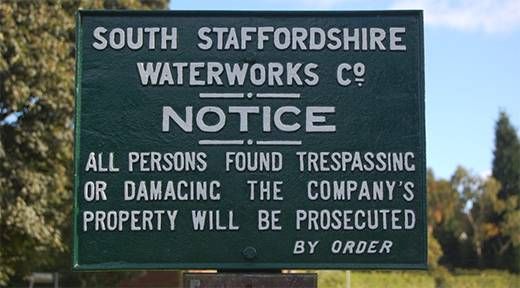 SOUTH STAFFORDSHIRE
WATERWORKS Cº
NOTICE
ALL PERSONS FOUND TRESPASSING
OR DAMAGING THE COMPANY'S
PROPERTY WILL BE PROSECUTED
BY ORDER